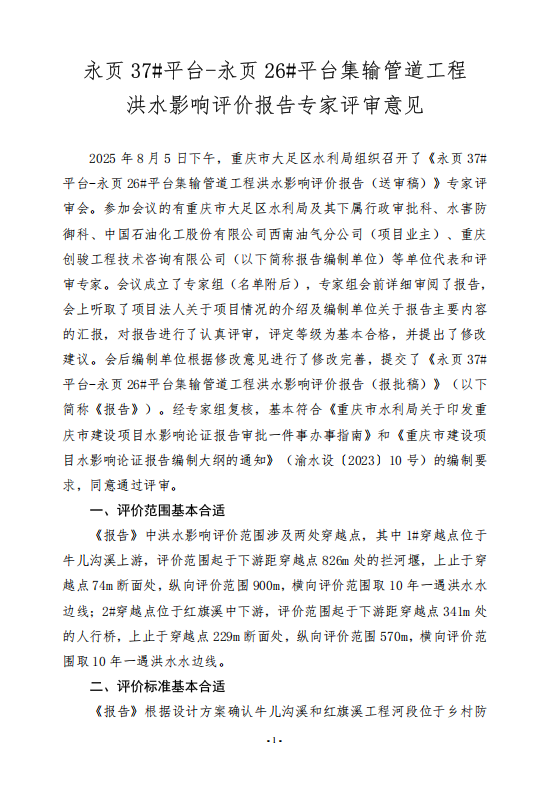 永页 37#平台-永页 26#平台集输管道工程
洪水影响评价报告专家评审意见
2025 年 8 月 5 日下午，重庆市大足区水利局组织召开了《永页 37#
平台-永页 26#平台集输管道工程洪水影响评价报告（送审稿）》专家评
审会。参加会议的有重庆市大足区水利局及其下属行政审批科、水害防
御科、中国石油化工股份有限公司西南油气分公司（项目业主）、重庆
创骏工程技术咨询有限公司（以下简称报告编制单位）等单位代表和评
审专家。会议成立了专家组（名单附后），专家组会前详细审阅了报告，
会上听取了项目法人关于项目情况的介绍及编制单位关于报告主要内容
的汇报，对报告进行了认真评审，评定等级为基本合格，并提出了修改
建议。会后编制单位根据修改意见进行了修改完善，提交了《永页 37#
平台-永页 26#平台集输管道工程洪水影响评价报告（报批稿）》（以下
简称《报告》）。经专家组复核，基本符合《重庆市水利局关于印发重
庆市建设项目水影响论证报告审批一件事办事指南》和《重庆市建设项
目水影响论证报告编制大纲的通知》（渝水设〔2023〕10 号）的编制要
求，同意通过评审。
一、评价范围基本合适
《报告》中洪水影响评价范围涉及两处穿越点，其中 1#穿越点位于
牛儿沟溪上游，评价范围起于下游距穿越点 826m 处的拦河堰，上止于穿
越点 74m 断面处，纵向评价范围 900m，横向评价范围取 10 年一遇洪水水
边线；2#穿越点位于红旗溪中下游，评价范围起于下游距穿越点 341m 处
的人行桥，上止于穿越点 229m 断面处，纵向评价范围 570m，横向评价范
围取 10 年一遇洪水水边线。
二、评价标准基本合适
《报告》根据设计方案确认牛儿沟溪和红旗溪工程河段位于乡村防
- 1 -